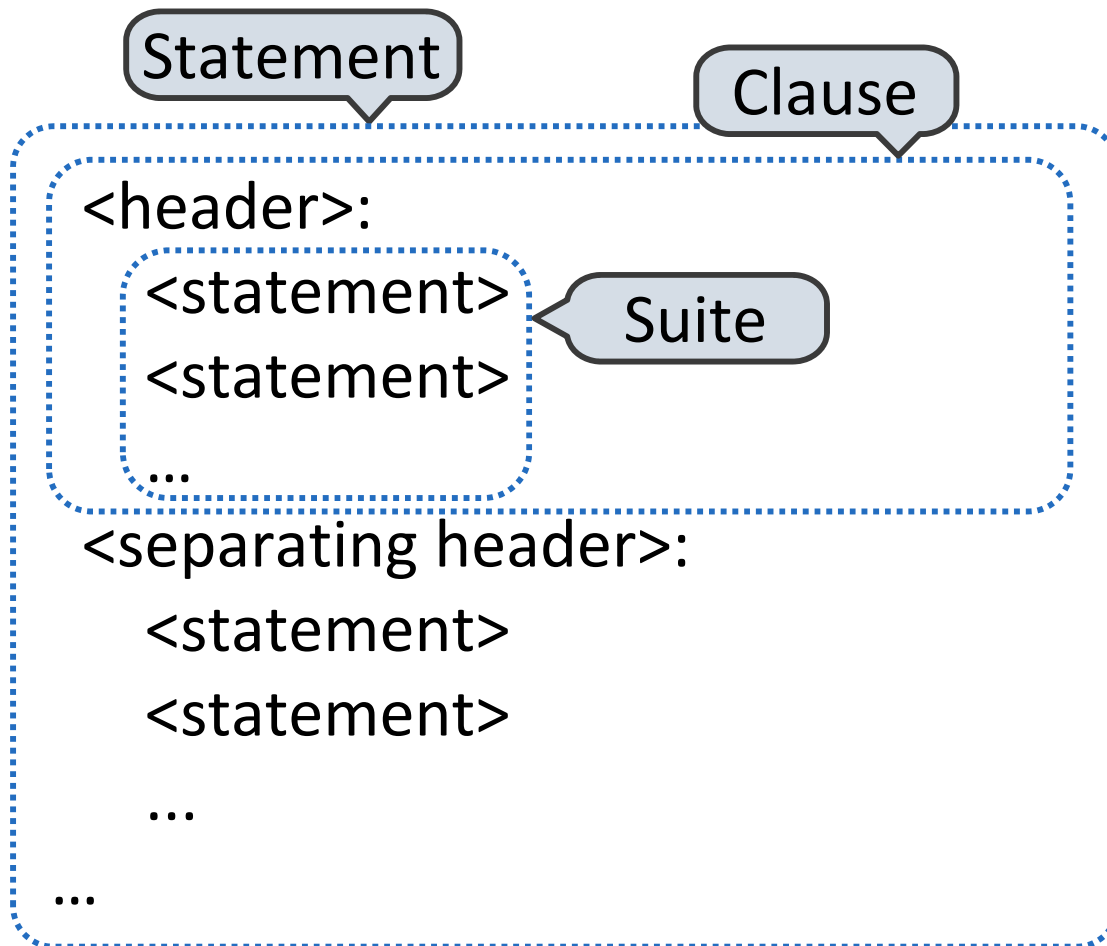 Statement
Clause
<header>:
<statement>
Suite
<statement>
...
<separating header>:
<statement>
<statement>
...
...